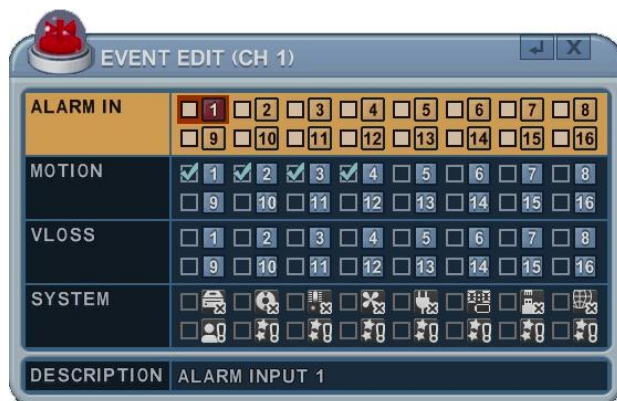 EVENT EDIT (CH 1)
X
ALARM IN 1 2 3 4 5 6 7 8
9 10 11 12 13 14 15 16
MOTION 1 2 3 4 5 6 7 8
9 10 11 12 13 14 15 16
VLOSS 1 2 3 4 5 6 7 8
9 10 11 12 13 14 15 16
SYSTEM
DESCRIPTION ALARM INPUT 1